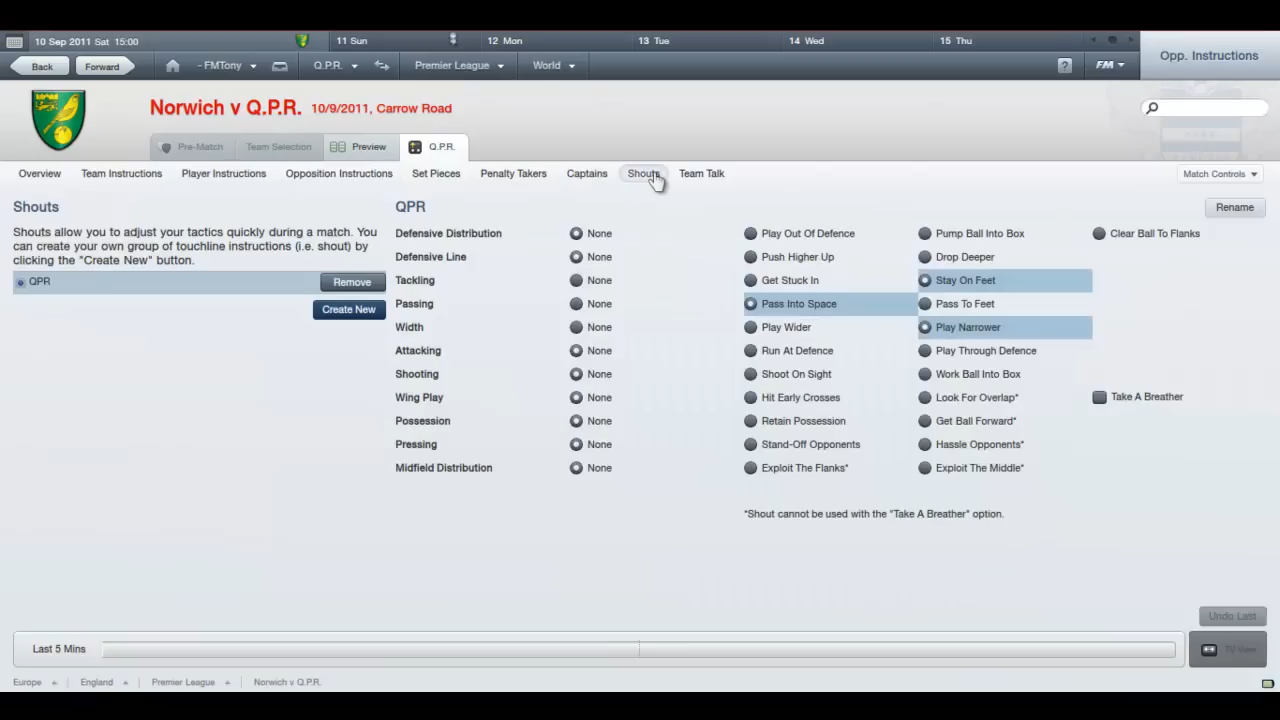 10 Sep 2011 Sat 15:00 11 Sun 12 Mon 13 Tue 14 Wed 15 Thu
Opp. Instructions
Back Forward - FMTony Q.P.R. Premier League World ? FM
Norwich v Q.P.R. 10/9/2011, Carrow Road
Pre-Match Team Selection Preview Q.P.R.
Overview Team Instructions Player Instructions Opposition Instructions Set Pieces Penalty Takers Captains Shouts Team Talk Match Controls
Shouts
Shouts allow you to adjust your tactics quickly during a match. You
can create your own group of touchline instructions (i.e. shout) by
clicking the "Create New" button.
QPR Remove
Create New
QPR Rename
Defensive Distribution None Play Out Of Defence Pump Ball Into Box Clear Ball To Flanks
Defensive Line None Push Higher Up Drop Deeper
Tackling None Get Stuck In Stay On Feet
Passing None Pass Into Space Pass To Feet
Width None Play Wider Play Narrower
Attacking None Run At Defence Play Through Defence
Shooting None Shoot On Sight Work Ball Into Box
Wing Play None Hit Early Crosses Look For Overlap* Take A Breather
Possession None Retain Possession Get Ball Forward*
Pressing None Stand-Off Opponents Hassle Opponents*
Midfield Distribution None Exploit The Flanks* Exploit The Middle*
*Shout cannot be used with the "Take A Breather" option.
Undo Last
Last 5 Mins TV View
Europe England Premier League Norwich v Q.P.R.